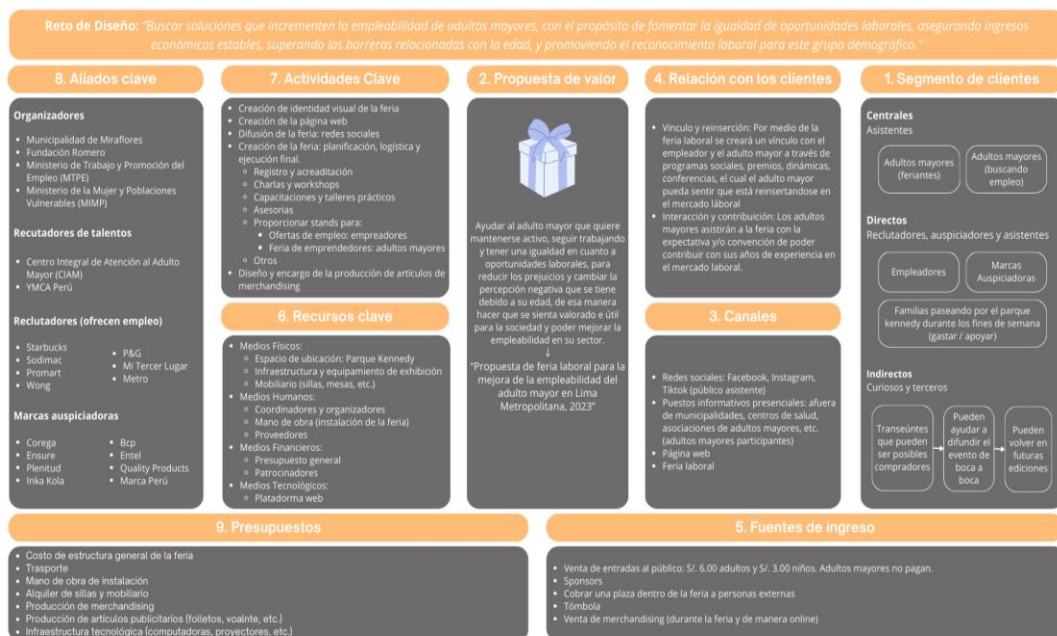 Reto de Diseño: "Buscar soluciones que incrementen la empleabilidad de adultos mayores, con el propósito de fomentar la igualdad de oportunidades laborales, asegurando ingresos
económicos estables, superando las barreras relacionadas con la edad, y promoviendo el reconocimiento laboral para este grupo demográfico."
8. Aliados clave
Organizadores
• Municipalidad de Miraflores
• Fundación Romero
• Ministerio de Trabajo y Promoción del
Empleo (MTPE)
• Ministerio de la Mujer y Poblaciones
Vulnerables (MIMP)
Recutadores de talentos
• Centro Integral de Atención al Adulto
Mayor (CIAM)
• YMCA Perú
Reclutadores (ofrecen empleo)
• Starbucks
• Sodimac
• Promart
• Wong
• P&G
• Mi Tercer Lugar
• Metro
Marcas auspiciadoras
• Corega
• Ensure
• Plenitud
• Inka Kola
• Bcp
• Entel
• Quality Products
• Marca Perú
7. Actividades Clave
• Creación de identidad visual de la feria
• Creación de la página web
• Difusión de la feria: redes sociales
• Creación de la feria: planificación, logística y
ejecución final.
○ Registro y acreaditación
○ Charlas y workshops
○ Capacitaciones y talleres prácticos
○ Asesorias
○ Proporcionar stands para:
▪ Ofertas de empleo: empreadores
▪ Feria de emprendedores: adultos mayores
○ Otros
• Diseño y encargo de la producción de artículos de
merchandising
6. Recursos clave
• Medios Físicos:
○ Espacio de ubicación: Parque Kennedy
○ Infraestructura y equipamiento de exhibición
○ Mobiliario (sillas, mesas, etc.)
• Medios Humanos:
○ Coordinadores y organizadores
○ Mano de obra (instalación de la feria)
○ Proveedores
• Medios Financieros:
○ Presupuesto general
○ Patrocinadores
• Medios Tecnológicos:
○ Platadorma web
2. Propuesta de valor
Ayudar al adulto mayor que quiere
mantenerse activo, seguir trabajando
y tener una igualdad en cuanto a
oportunidades laborales, para
reducir los prejuicios y cambiar la
percepción negativa que se tiene
debido a su edad, de esa manera
hacer que se sienta valorado e útil
para la sociedad y poder mejorar la
empleabilidad en su sector.
↓
"Propuesta de feria laboral para la
mejora de la empleabilidad del
adulto mayor en Lima
Metropolitana, 2023"
4. Relación con los clientes
• Vinculo y reinserción: Por medio de la
feria laboral se creará un vínculo con el
empleador y el adulto mayor a través de
programas sociales, premios, dinámicas,
conferencias, el cual el adulto mayor
pueda sentir que está reinsertandose en
el mercado láboral
• Interacción y contribución: Los adultos
mayores asistirán a la feria con la
expectativa y/o convención de poder
contribuir con sus años de experiencia en
el mercado laboral.
3. Canales
• Redes sociales: Facebook, Instagram,
Tiktok (público asistente)
• Puestos informativos presenciales: afuera
de municipalidades, centros de salud,
asociaciones de adultos mayores, etc.
(adultos mayores participantes)
• Página web
• Feria laboral
1. Segmento de clientes
Centrales
Asistentes
Adultos mayores
(feriantes)
Adultos mayores
(buscando
empleo)
Directos
Reclutadores, auspiciadores y asistentes
Empleadores
Marcas
Auspiciadoras
Familias paseando por el parque
kennedy durante los fines de semana
(gastar / apoyar)
Indirectos
Curiosos y terceros
Transeúntes
que pueden
ser posibles
compradores
Pueden
ayudar a
difundir el
evento de
boca a
boca
Pueden
volver en
futuras
ediciones
9. Presupuestos
• Costo de estructura general de la feria
• Trasporte
• Mano de obra de instalación
• Alquiler de sillas y mobiliario
• Producción de merchandising
• Producción de artículos publicitarios (folletos, voalnte, etc.)
• Infraestructura tecnológica (computadoras, proyectores, etc.)
5. Fuentes de ingreso
• Venta de entradas al público: S/. 6.00 adultos y S/. 3.00 niños. Adultos mayores no pagan.
• Sponsors
• Cobrar una plaza dentro de la feria a personas externas
• Tómbola
• Venta de merchandising (durante la feria y de manera online)